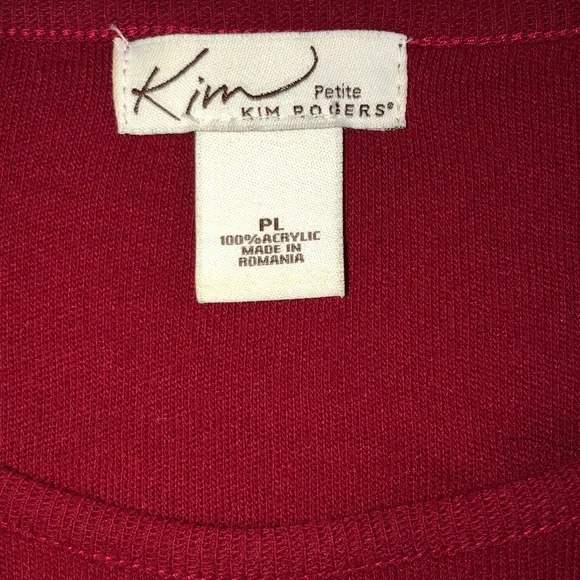 Kim
Petite
KIM ROGERS®
PL
100% ACRYLIC
MADE IN
ROMANIA